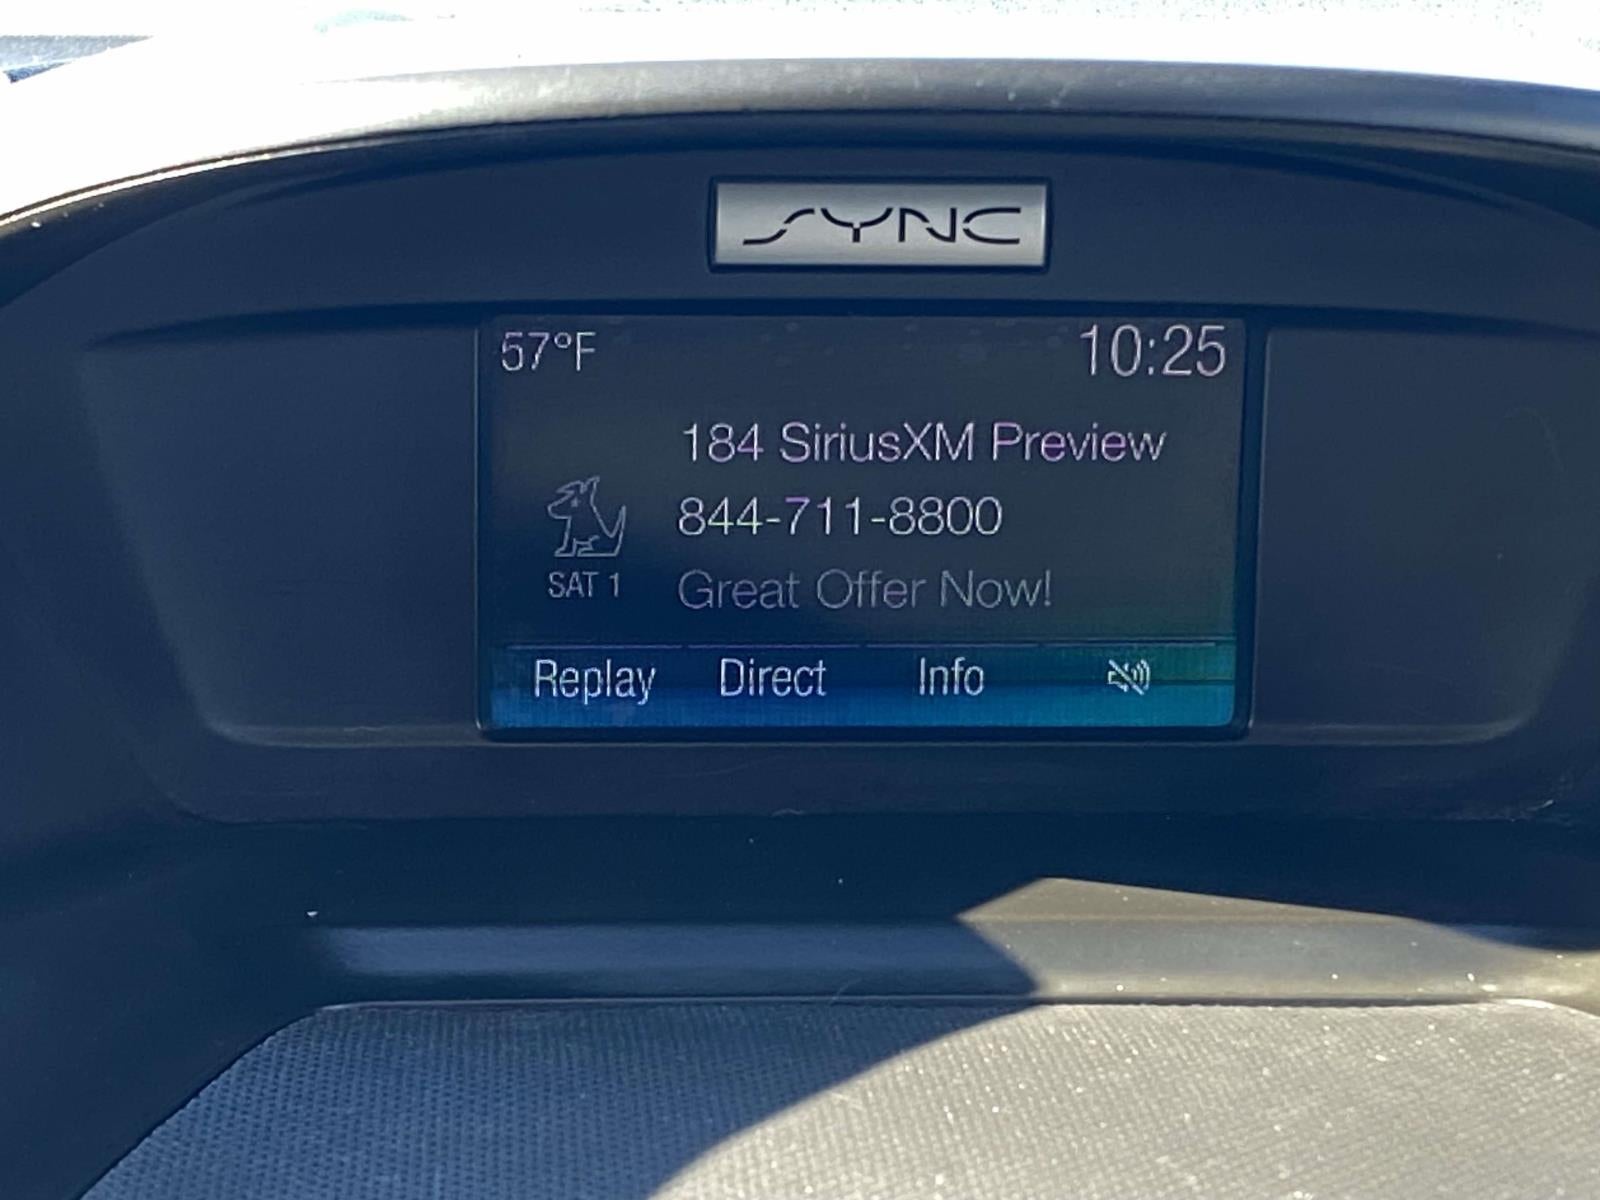 SYNC
57°F
10:25
184 SiriusXM Preview
844-711-8800
SAT 1
Great Offer Now!
Replay
Direct
Info